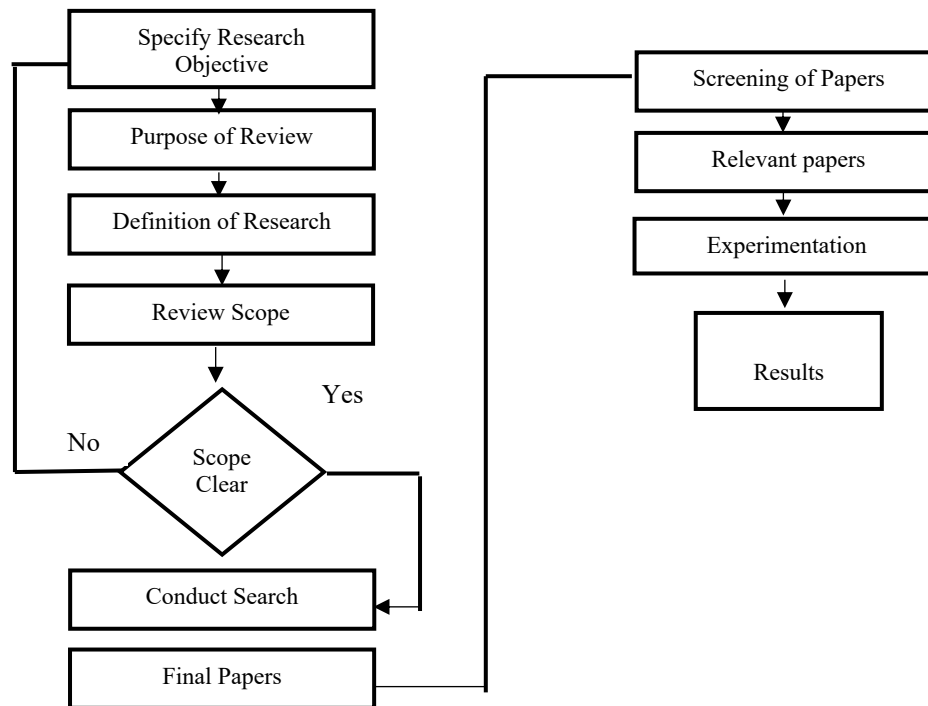 Specify Research
Objective
Purpose of Review
Definition of Research
Review Scope
Yes
No
Scope
Clear
Conduct Search
Final Papers
Screening of Papers
Relevant papers
Experimentation
Results